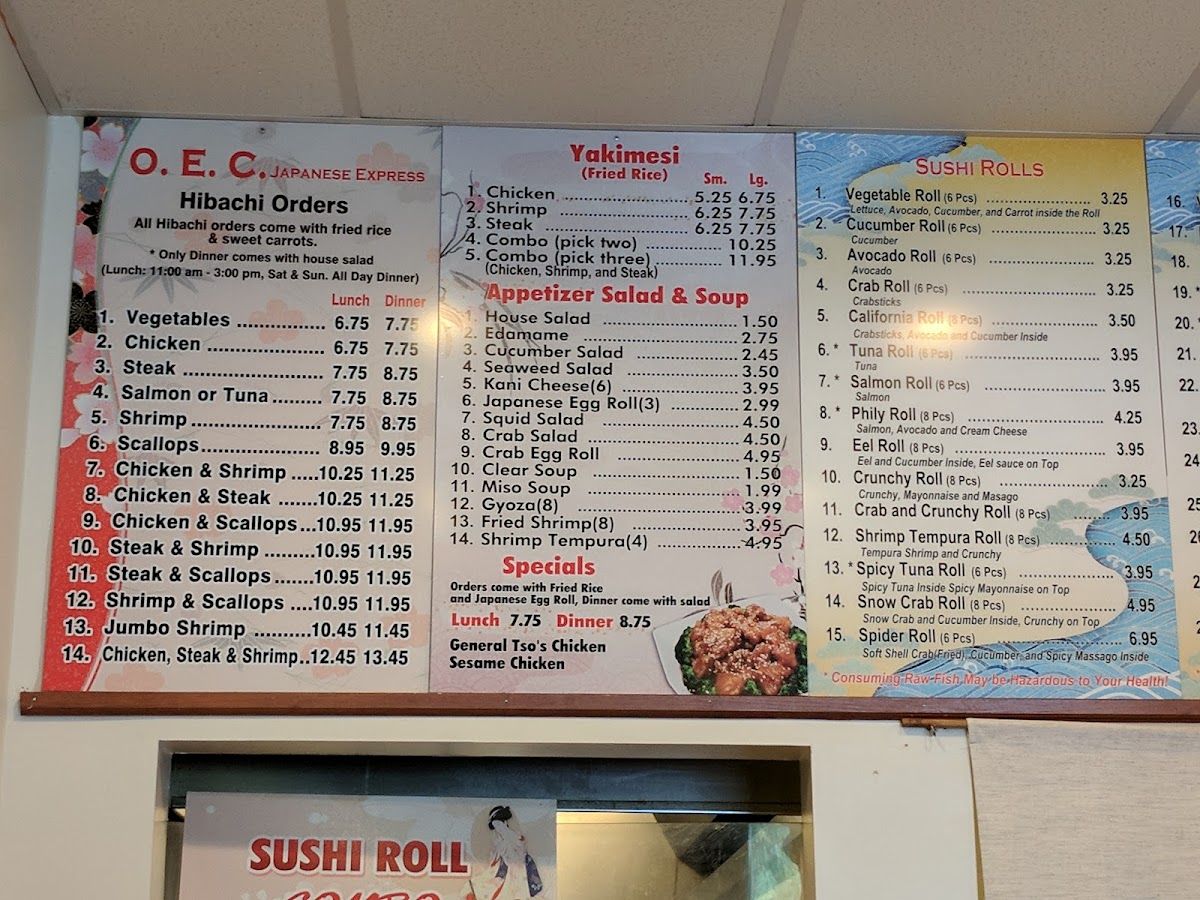 O. E. C. JAPANESE EXPRESS
Hibachi Orders
All Hibachi orders come with fried rice
& sweet carrots.
* Only Dinner comes with house salad
(Lunch: 11:00 am - 3:00 pm, Sat & Sun. All Day Dinner)
Lunch Dinner
1. Vegetables ................ 6.75 7.75
2. Chicken ..................... 6.75 7.75
3. Steak ......................... 7.75 8.75
4. Salmon or Tuna......... 7.75 8.75
5. Shrimp ....................... 7.75 8.75
6. Scallops..................... 8.95 9.95
7. Chicken & Shrimp .....10.25 11.25
8. Chicken & Steak .......10.25 11.25
9. Chicken & Scallops...10.95 11.95
10. Steak & Shrimp .........10.95 11.95
11. Steak & Scallops.......10.95 11.95
12. Shrimp & Scallops ....10.95 11.95
13. Jumbo Shrimp ..........10.45 11.45
14. Chicken, Steak & Shrimp..12.45 13.45
Yakimesi
(Fried Rice)
Sm. Lg.
1. Chicken ........................ 5.25 6.75
2. Shrimp ......................... 6.25 7.75
3. Steak ........................... 6.25 7.75
4. Combo (pick two) .............. 10.25
5. Combo (pick three) ............ 11.95
(Chicken, Shrimp, and Steak)
Appetizer Salad & Soup
1. House Salad ........................ 1.50
2. Edamame ........................... 2.75
3. Cucumber Salad .................. 2.45
4. Seaweed Salad .................... 3.50
5. Kani Cheese(6) .................... 3.95
6. Japanese Egg Roll(3) ............ 2.99
7. Squid Salad ......................... 4.50
8. Crab Salad .......................... 4.50
9. Crab Egg Roll ...................... 4.95
10. Clear Soup ......................... 1.50
11. Miso Soup .......................... 1.99
12. Gyoza(8) ............................ 3.99
13. Fried Shrimp(8) ................... 3.95
14. Shrimp Tempura(4) .............. 4.95
Specials
Orders come with Fried Rice
and Japanese Egg Roll, Dinner come with salad
Lunch 7.75 Dinner 8.75
General Tso's Chicken
Sesame Chicken
SUSHI ROLLS
1. Vegetable Roll (6 Pcs) ........................ 3.25
Lettuce, Avocado, Cucumber, and Carrot inside the Roll
2. Cucumber Roll (6 Pcs) ........................ 3.25
Cucumber
3. Avocado Roll (6 Pcs) ......................... 3.25
Avocado
4. Crab Roll (6 Pcs) ............................. 3.25
Crabsticks
5. California Roll (8 Pcs) ....................... 3.50
Crabsticks, Avocado and Cucumber Inside
6. * Tuna Roll (6 Pcs) ........................... 3.95
Tuna
7. * Salmon Roll (6 Pcs) ........................ 3.95
Salmon
8. * Phily Roll (8 Pcs) .......................... 4.25
Salmon, Avocado and Cream Cheese
9. Eel Roll (8 Pcs) .............................. 3.95
Eel and Cucumber Inside, Eel sauce on Top
10. Crunchy Roll (8 Pcs) ....................... 3.25
Crunchy, Mayonnaise and Masago
11. Crab and Crunchy Roll (8 Pcs) ......... 3.95
12. Shrimp Tempura Roll (8 Pcs) ............ 4.50
Tempura Shrimp and Crunchy
13. * Spicy Tuna Roll (6 Pcs) ................. 3.95
Spicy Tuna Inside Spicy Mayonnaise on Top
14. Snow Crab Roll (8 Pcs) ................... 4.95
Snow Crab and Cucumber Inside, Crunchy on Top
15. Spider Roll (6 Pcs) ......................... 6.95
Soft Shell Crab(Fried), Cucumber, and Spicy Massago Inside
* Consuming Raw Fish May be Hazardous to Your Health!
16.
17.
18.
19. *
20. *
21.
22.
23.
24.
25
SUSHI ROLL